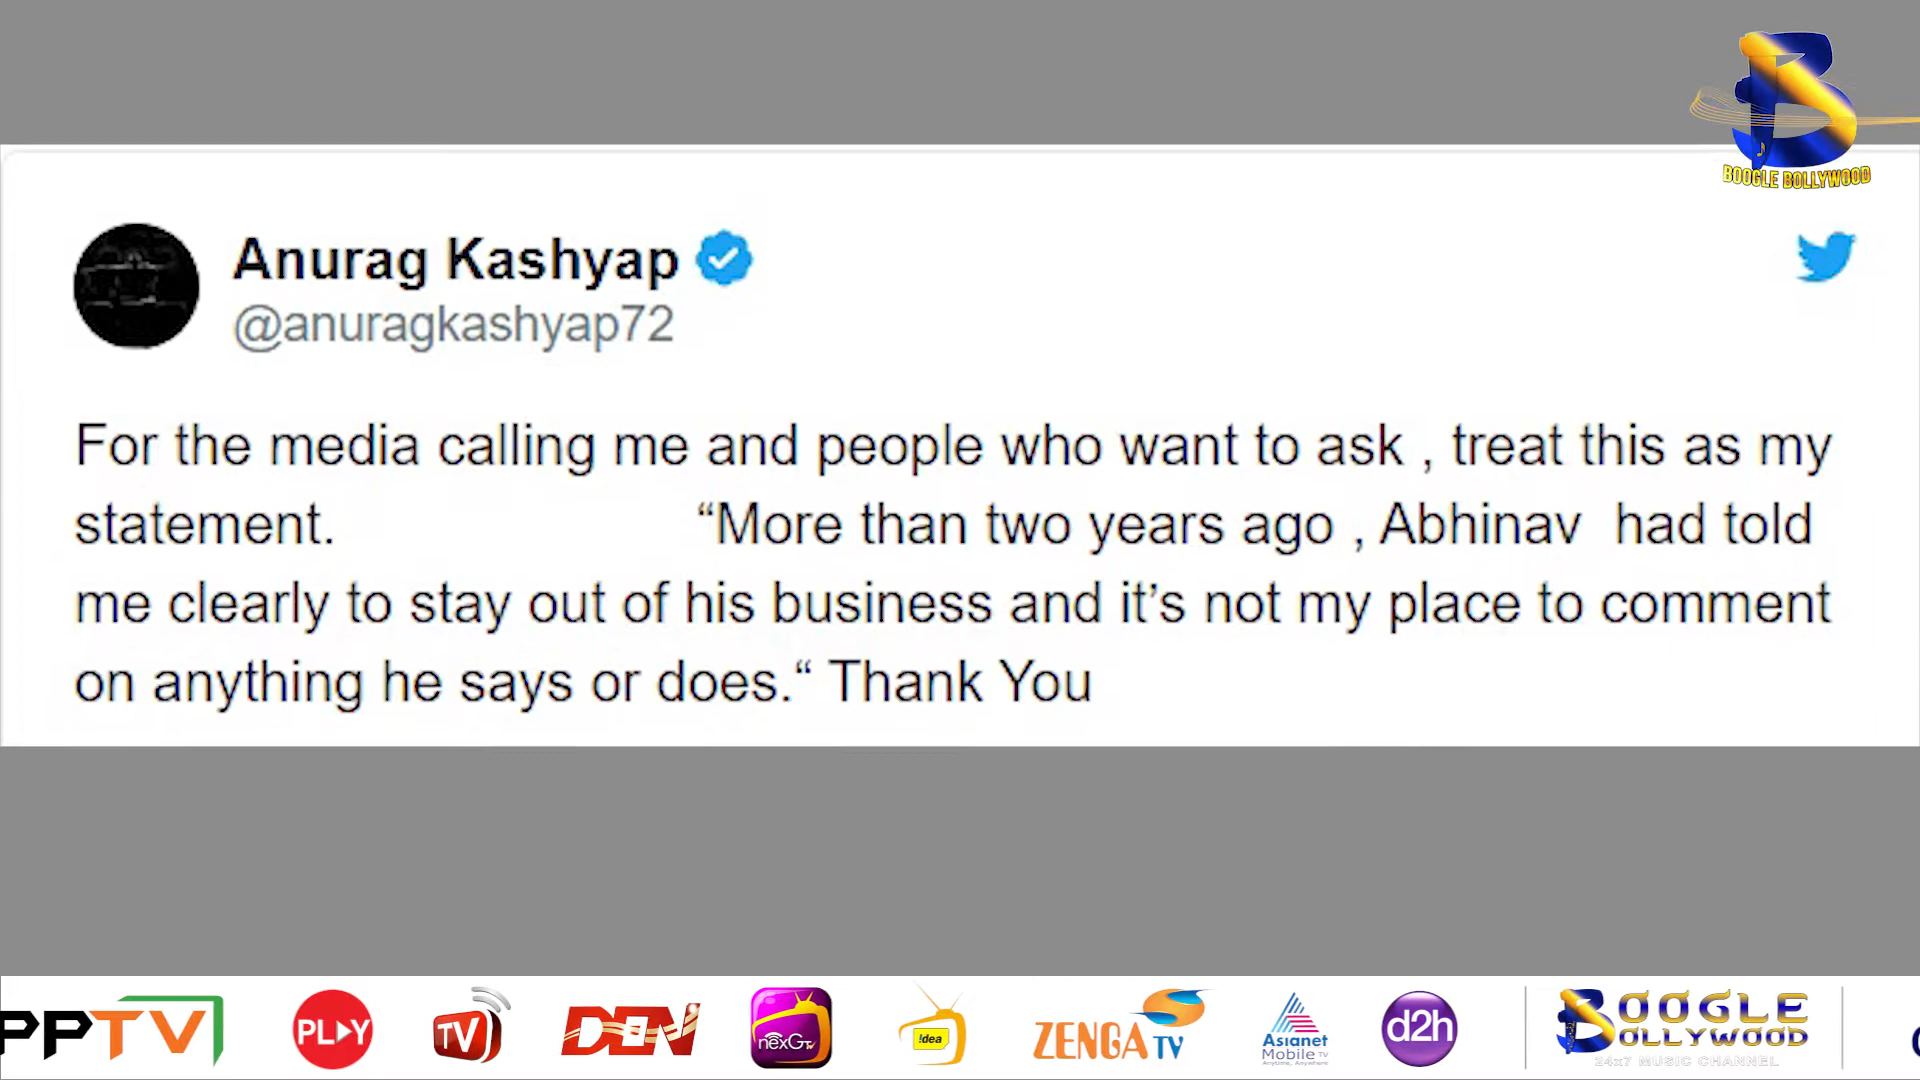 BOOGLE BOLLYWOOD
Anurag Kashyap
@anuragkashyap72
For the media calling me and people who want to ask , treat this as my
statement. “More than two years ago , Abhinav had told
me clearly to stay out of his business and it’s not my place to comment
on anything he says or does.“ Thank You
PPTV
PLAY
TV
DEN
nexGTv
!dea
ZENGA TV
Asianet
Mobile TV
Anytime, Anywhere
d2h
BOOGLE
BOLLYWOOD
24x7 MUSIC CHANNEL